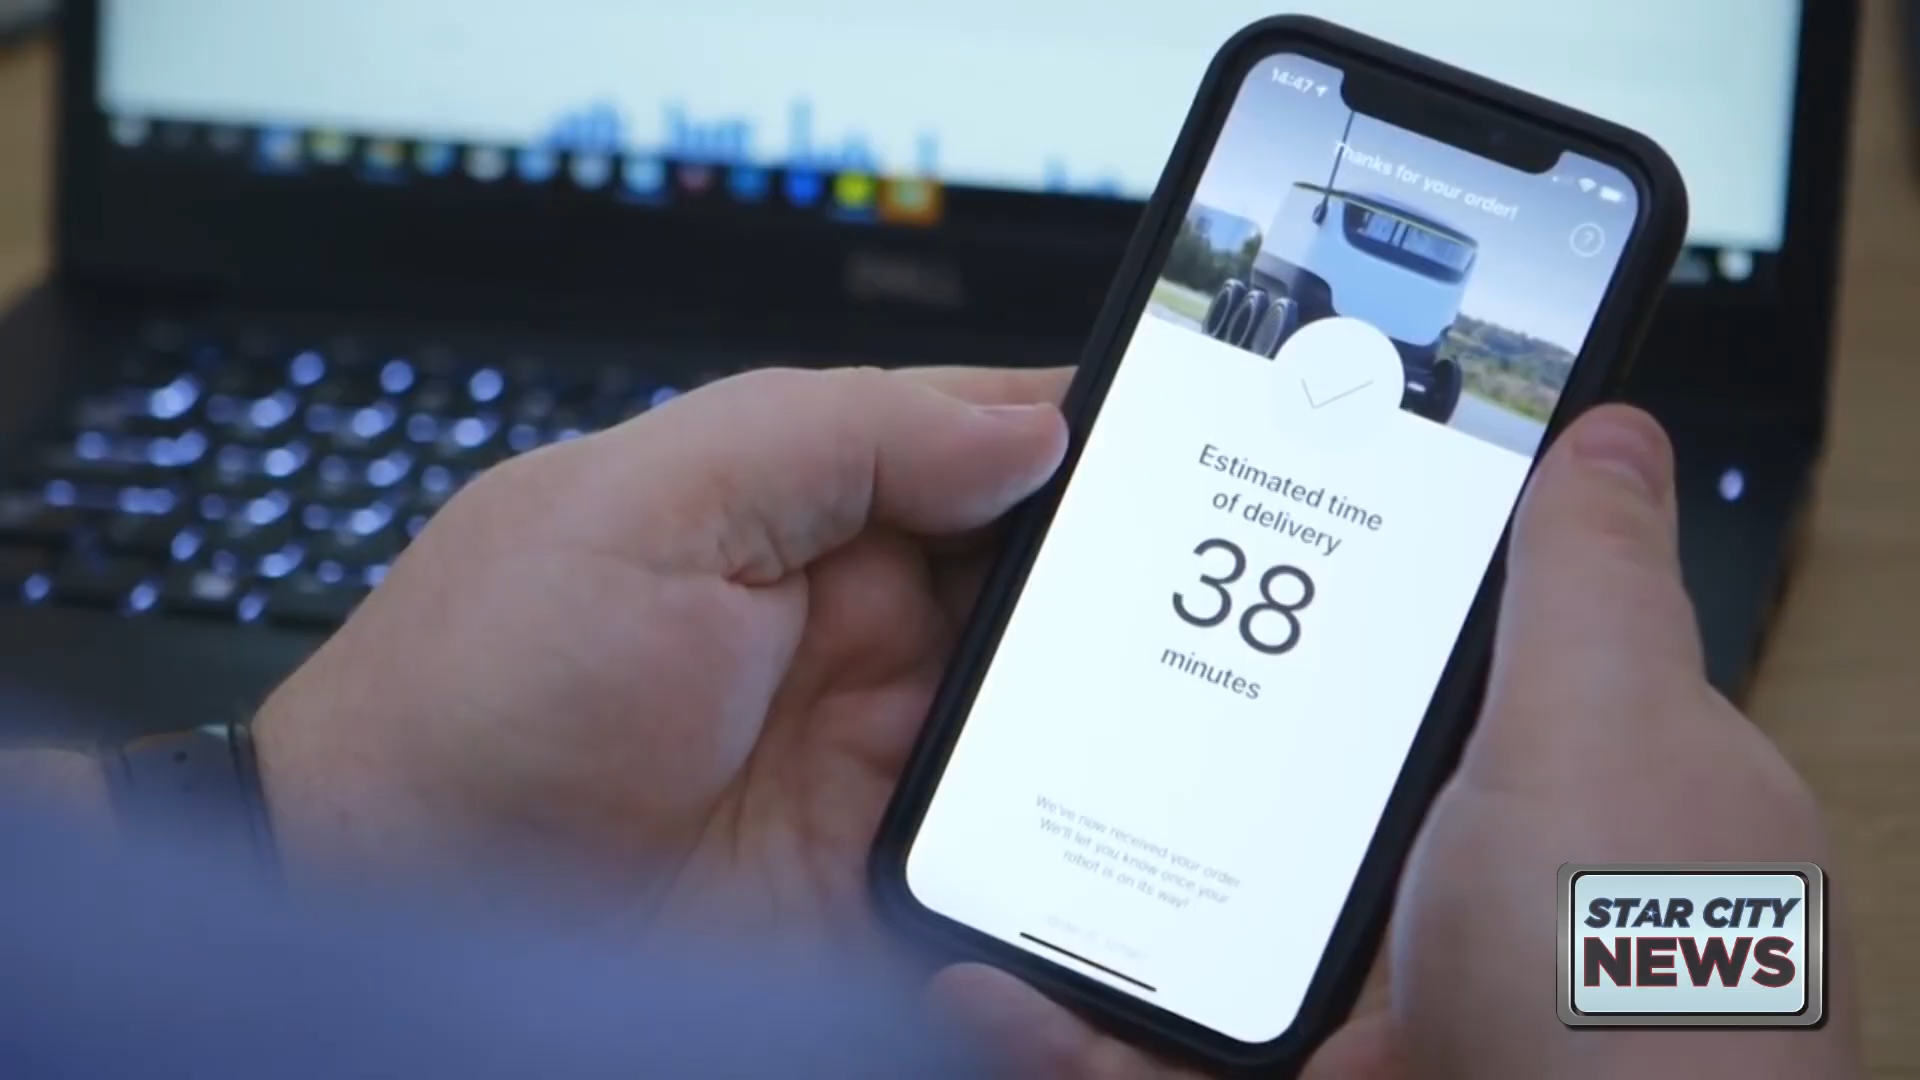 14:47
Thanks for your order!
?
Estimated time
of delivery
38
minutes
We've now received your order
We'll let you know once your
robot is on its way!
DELL
STAR CITY
NEWS